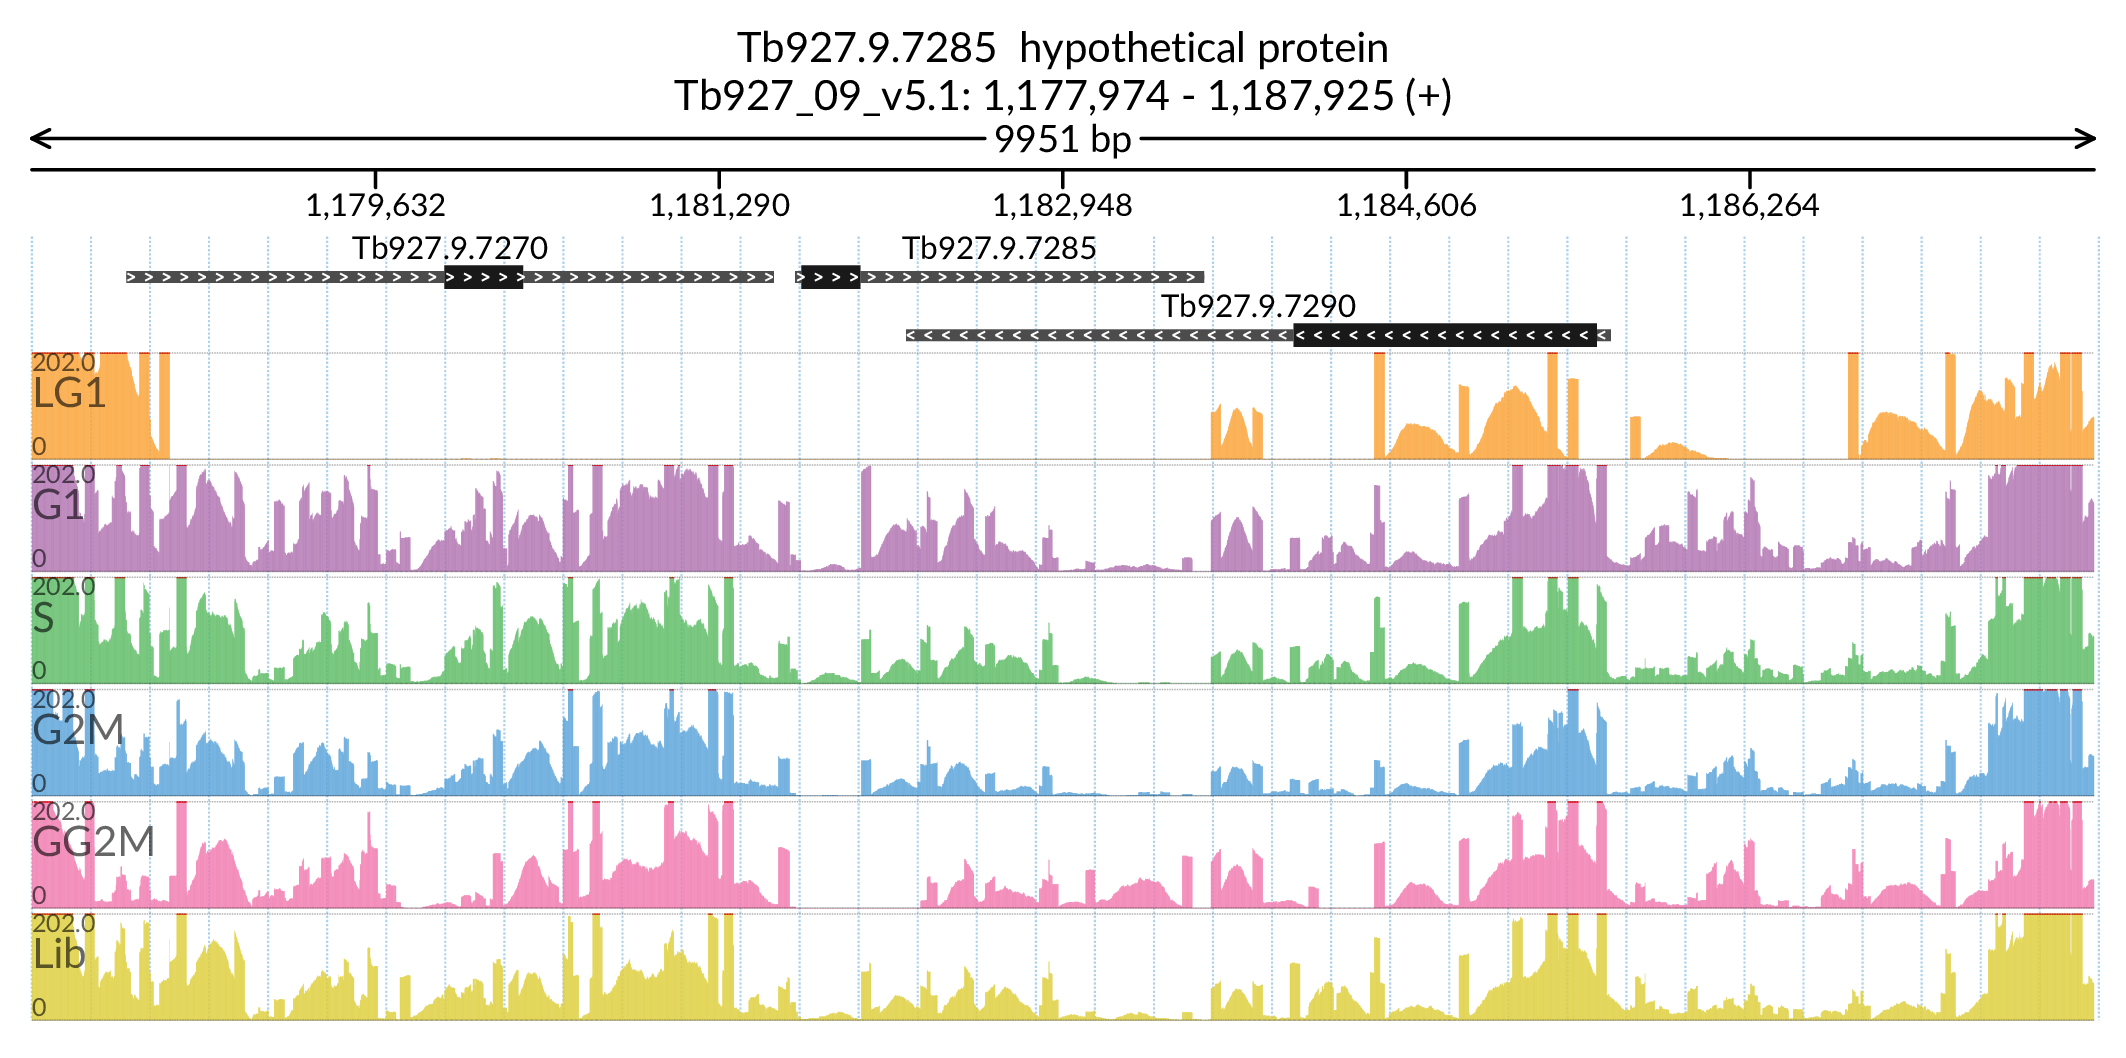 Tb927.9.7285 hypothetical protein
Tb927_09_v5.1: 1,177,974 - 1,187,925 (+)
9951 bp
1,179,632 1,181,290 1,182,948 1,184,606 1,186,264
Tb927.9.7270 Tb927.9.7285
Tb927.9.7290
202.0
LG1
0
202.0
G1
0
202.0
S
0
202.0
G2M
0
202.0
GG2M
0
202.0
Lib
0